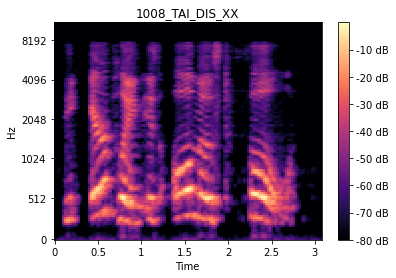 1008_TAI_DIS_XX
8192
4096
2048
1024
512
0
Hz
0
0.5
1
1.5
2
2.5
3
Time
-10 dB
-20 dB
-30 dB
-40 dB
-50 dB
-60 dB
-70 dB
-80 dB